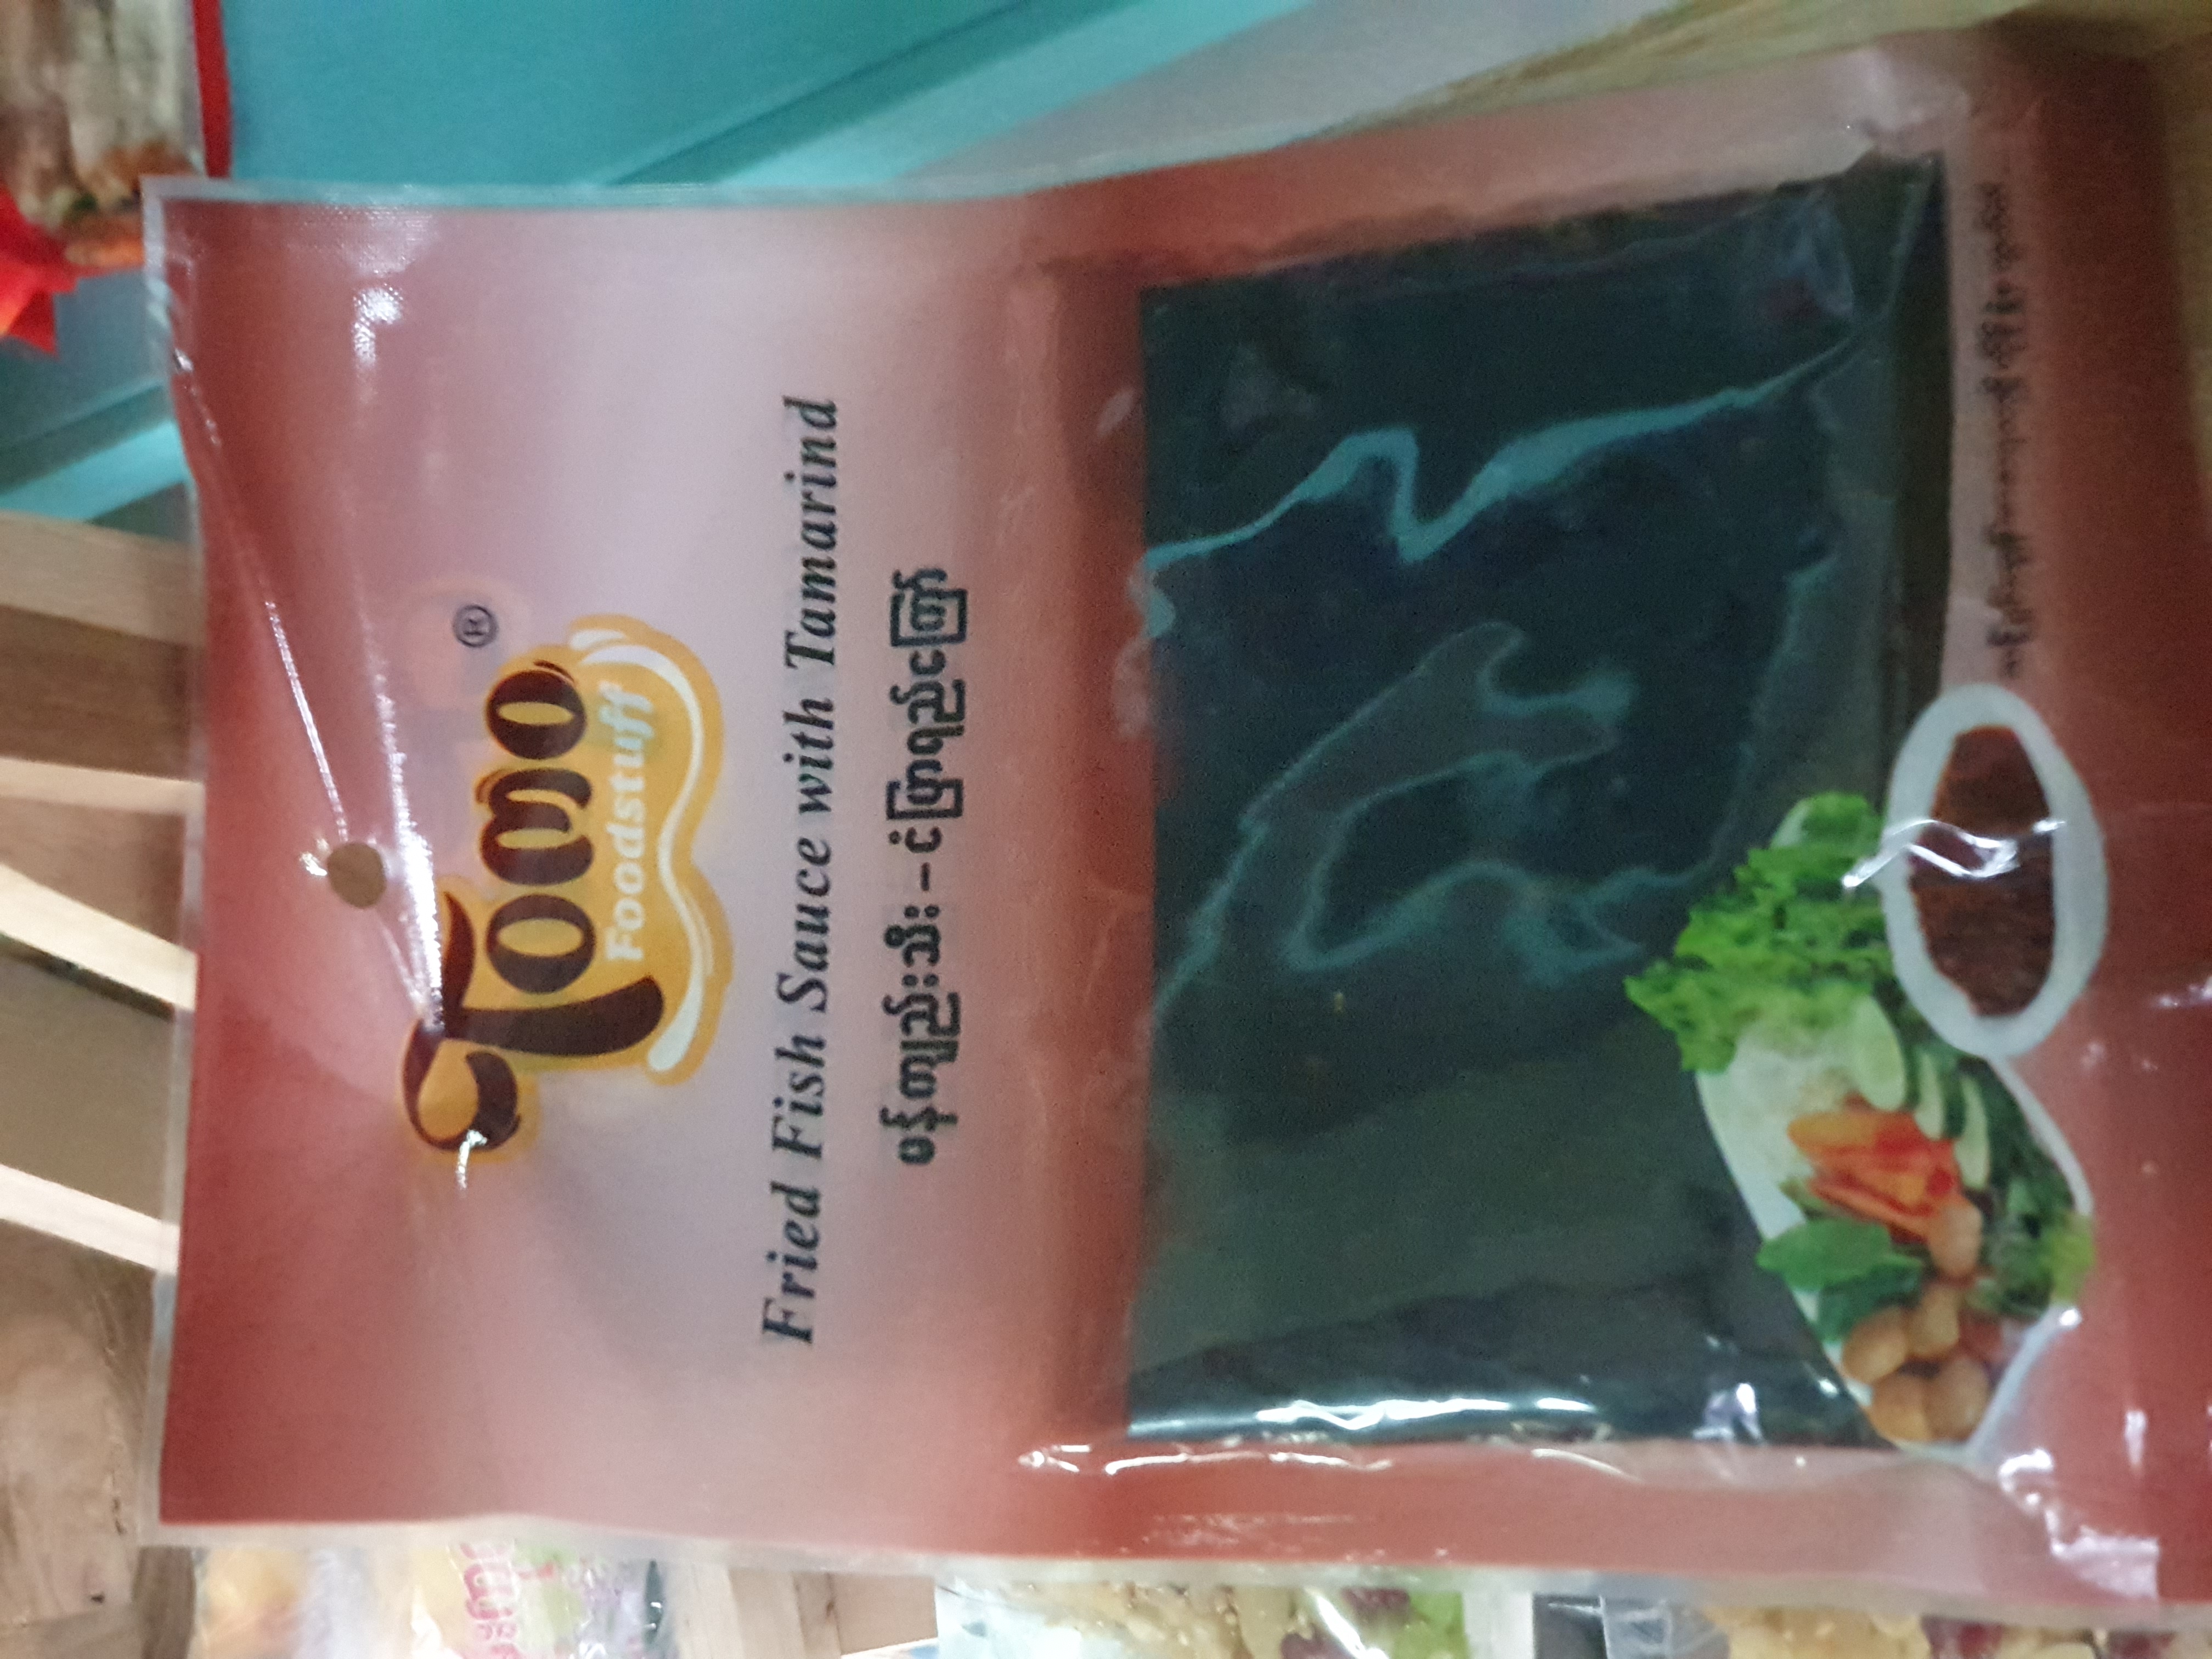 Tomo ®
Foodstuff
Fried Fish Sauce with Tamarind
မန်ကျည်းသီး – ငံပြာရည်ကြော်